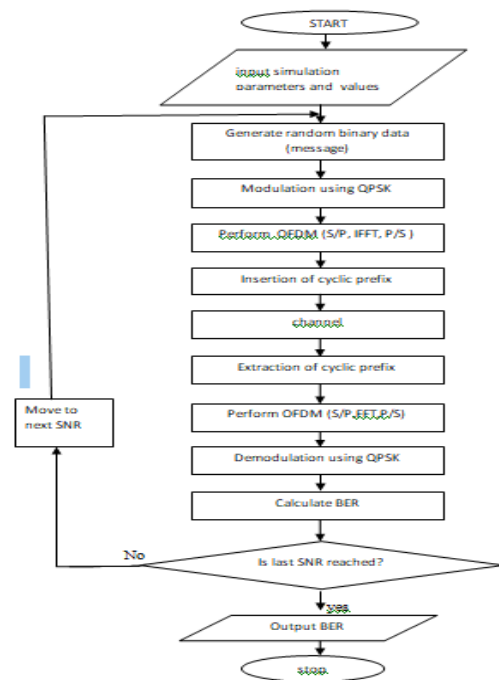 START
input simulation
parameters and values
Generate random binary data
(message)
Modulation using QPSK
Perform OFDM (S/P, IFFT, P/S )
Insertion of cyclic prefix
channel
Extraction of cyclic prefix
Perform OFDM (S/P,FFT,P/S)
Demodulation using QPSK
Calculate BER
Is last SNR reached?
No
Move to
next SNR
yes
Output BER
stop